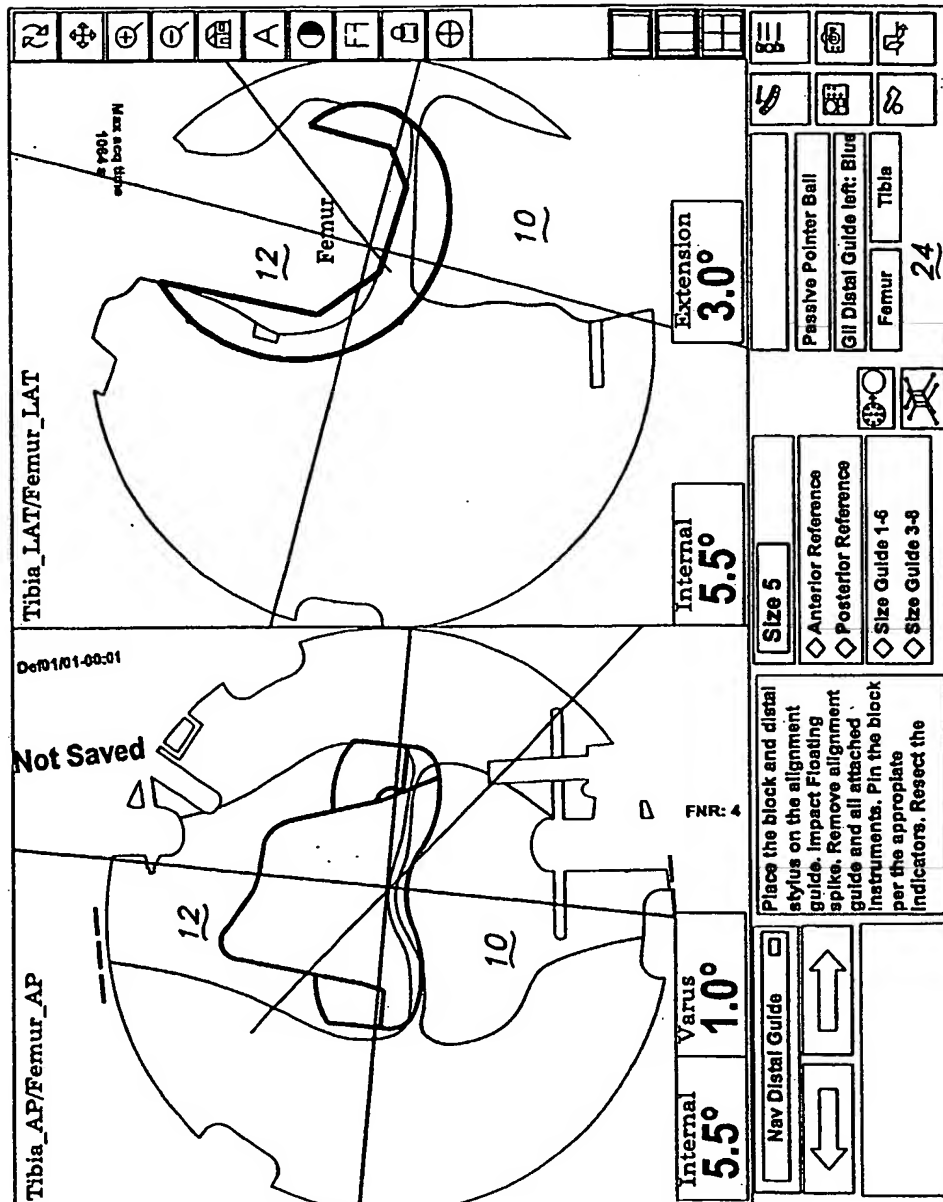 Tibia_AP/Femur_AP
Not Saved
Def01/01-00:01
12
10
FNR: 4
Internal
5.5°
Varus
1.0°
Tibia_LAT/Femur_LAT
Max acq time
1064 s
12
Femur
10
Internal
5.5°
Extension
3.0°
A
Nav Distal Guide
Place the block and distal
stylus on the alignment
guide. Impact Floating
spike. Remove alignment
guide and all attached
Instruments. Pin the block
per the appropiate
Indicators. Resect the
Size 5
Anterior Reference
Posterior Reference
Size Guide 1-6
Size Guide 3-8
Passive Pointer Ball
GII Distal Guide left: Blue
Femur
Tibia
24